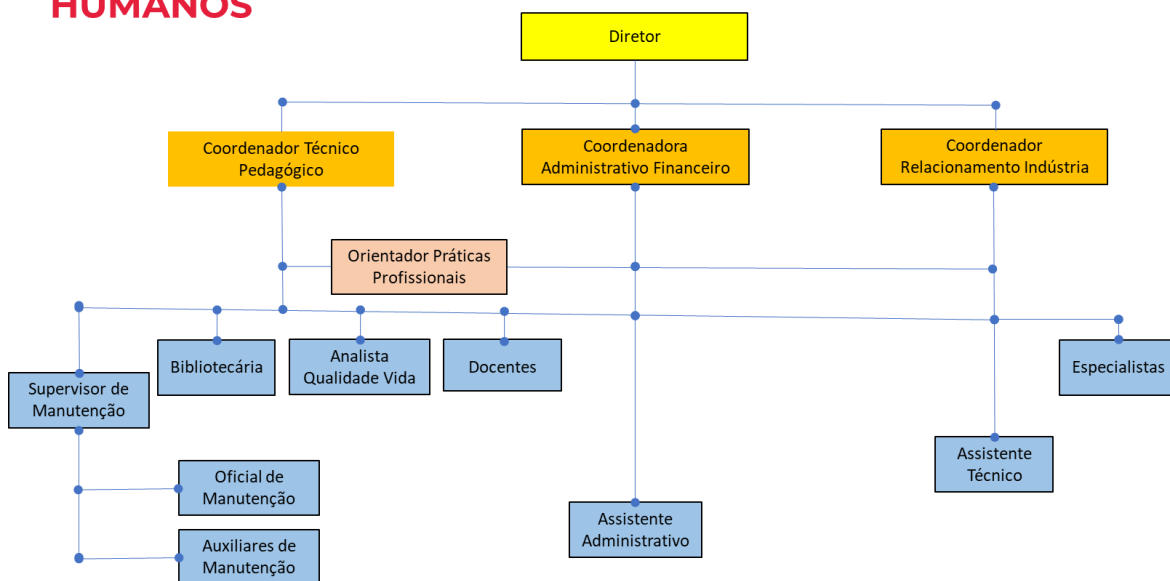 HUMANOS
Diretor
Coordenador Técnico
Pedagógico
Coordenadora
Administrativo Financeiro
Coordenador
Relacionamento Indústria
Orientador Práticas
Profissionais
Supervisor de
Manutenção
Bibliotecária
Analista
Qualidade Vida
Docentes
Especialistas
Oficial de
Manutenção
Auxiliares de
Manutenção
Assistente
Administrativo
Assistente
Técnico